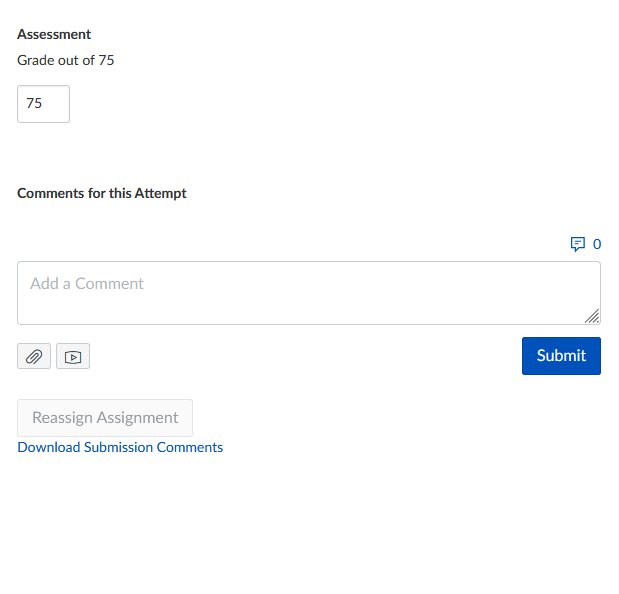 Assessment
Grade out of 75
75
Comments for this Attempt
0
Add a Comment
Submit
Reassign Assignment
Download Submission Comments